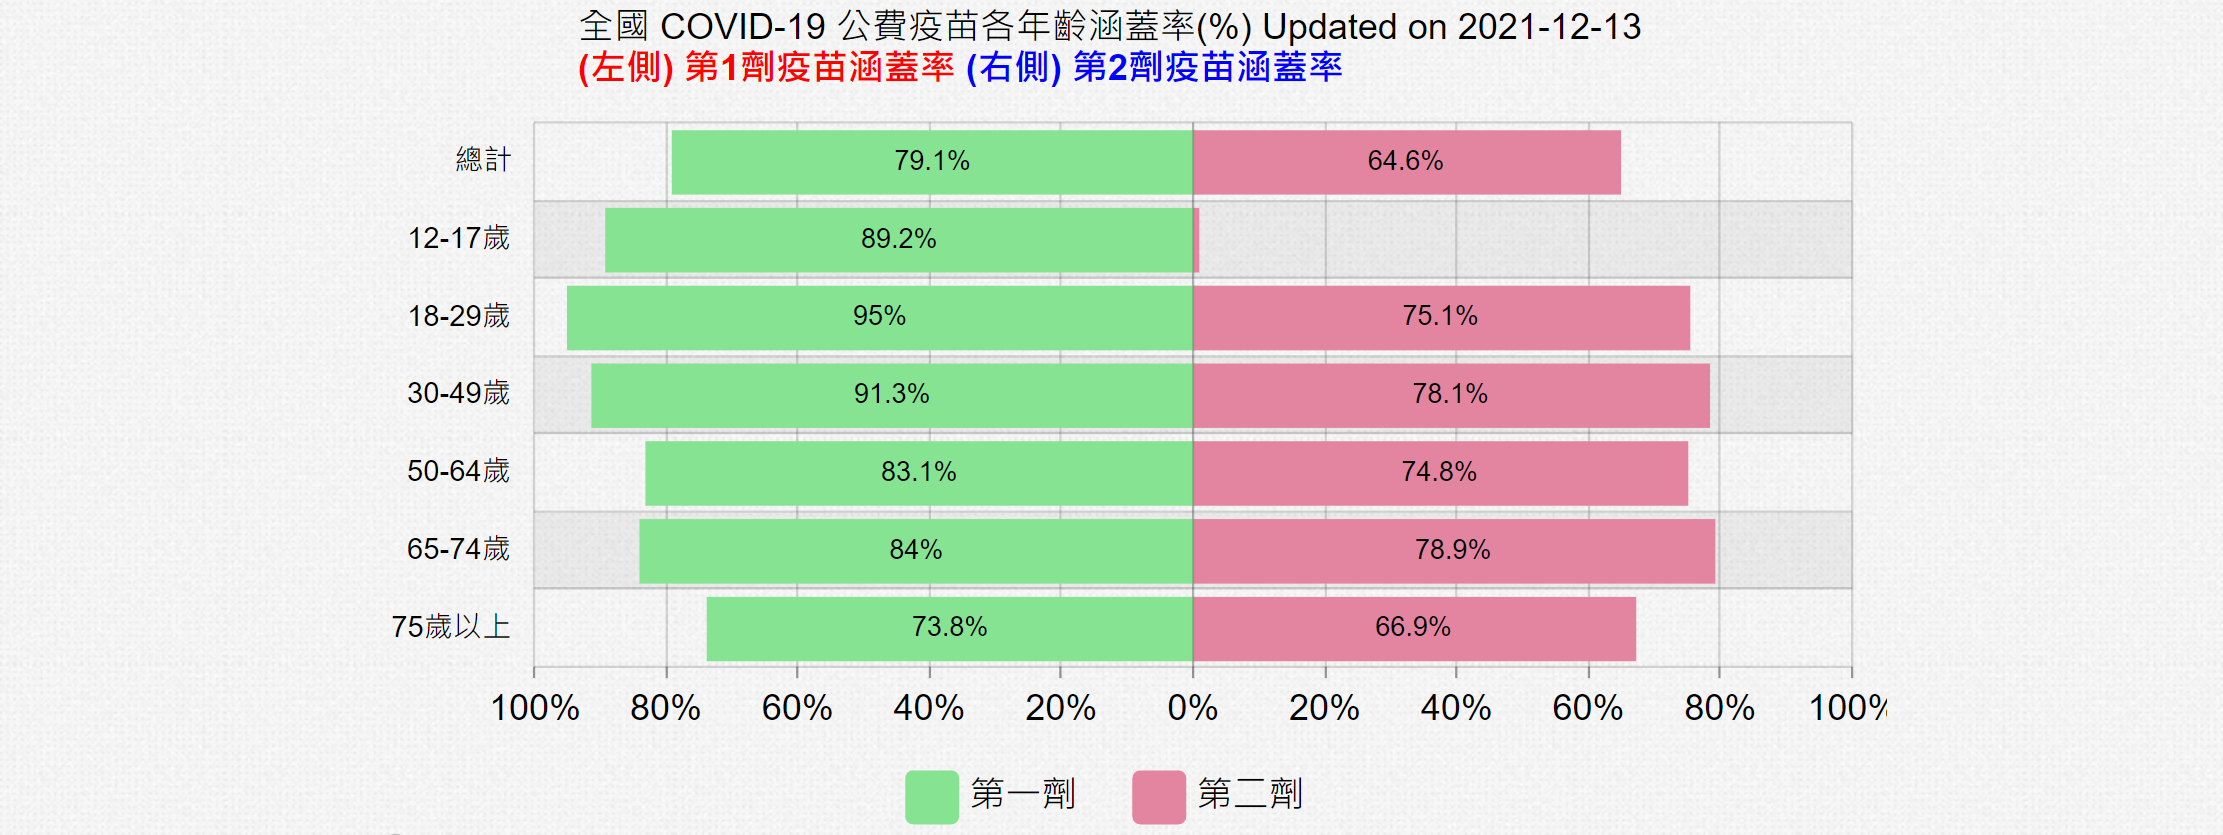 全國 COVID-19 公費疫苗各年齡涵蓋率(%) Updated on 2021-12-13
(左側) 第1劑疫苗涵蓋率 (右側) 第2劑疫苗涵蓋率
總計 79.1% 64.6%
12-17歲 89.2%
18-29歲 95% 75.1%
30-49歲 91.3% 78.1%
50-64歲 83.1% 74.8%
65-74歲 84% 78.9%
75歲以上 73.8% 66.9%
100% 80% 60% 40% 20% 0% 20% 40% 60% 80% 100%
第一劑 第二劑